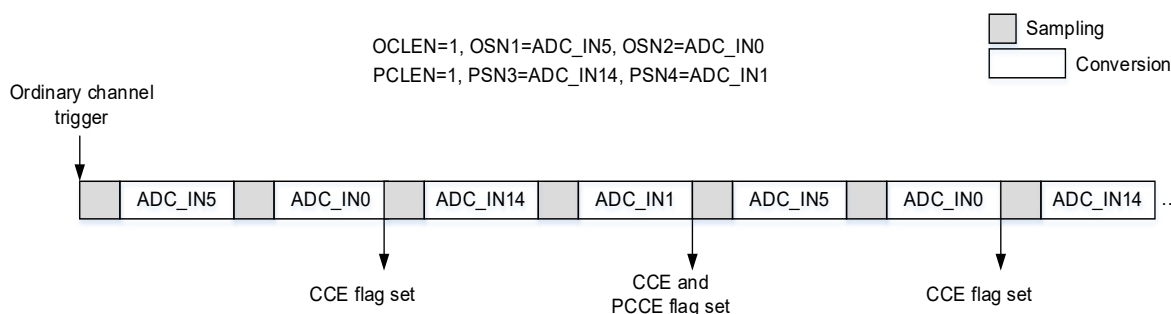 OCLEN=1, OSN1=ADC_IN5, OSN2=ADC_IN0
PCLEN=1, PSN3=ADC_IN14, PSN4=ADC_IN1
Sampling
Conversion
Ordinary channel
trigger
ADC_IN5 ADC_IN0 ADC_IN14 ADC_IN1 ADC_IN5 ADC_IN0 ADC_IN14 ...
CCE flag set
CCE and
PCCE flag set
CCE flag set